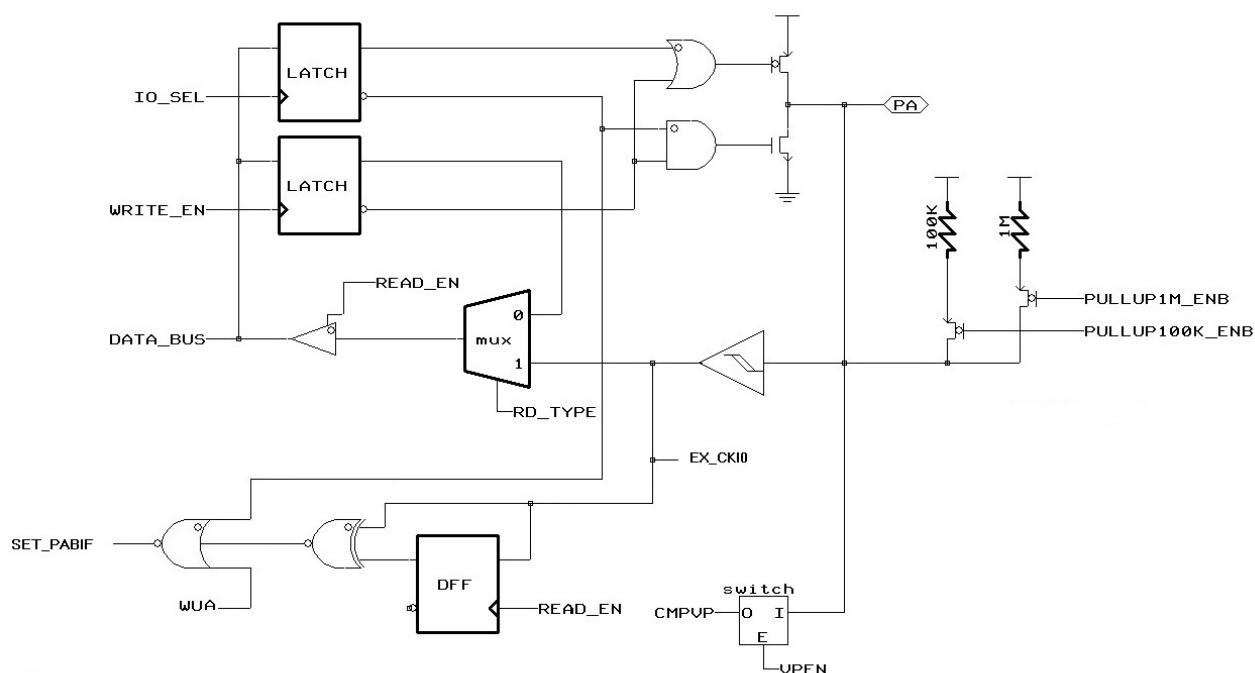 LATCH
IO_SEL
PA
LATCH
WRITE_EN
100K
1M
READ_EN
PULLUP1M_ENB
0
DATA_BUS
mux
PULLUP100K_ENB
1
RD_TYPE
EX_CKI0
SET_PABIF
DFF
switch
WUA
READ_EN
CMPVP
O I
E
VPEN